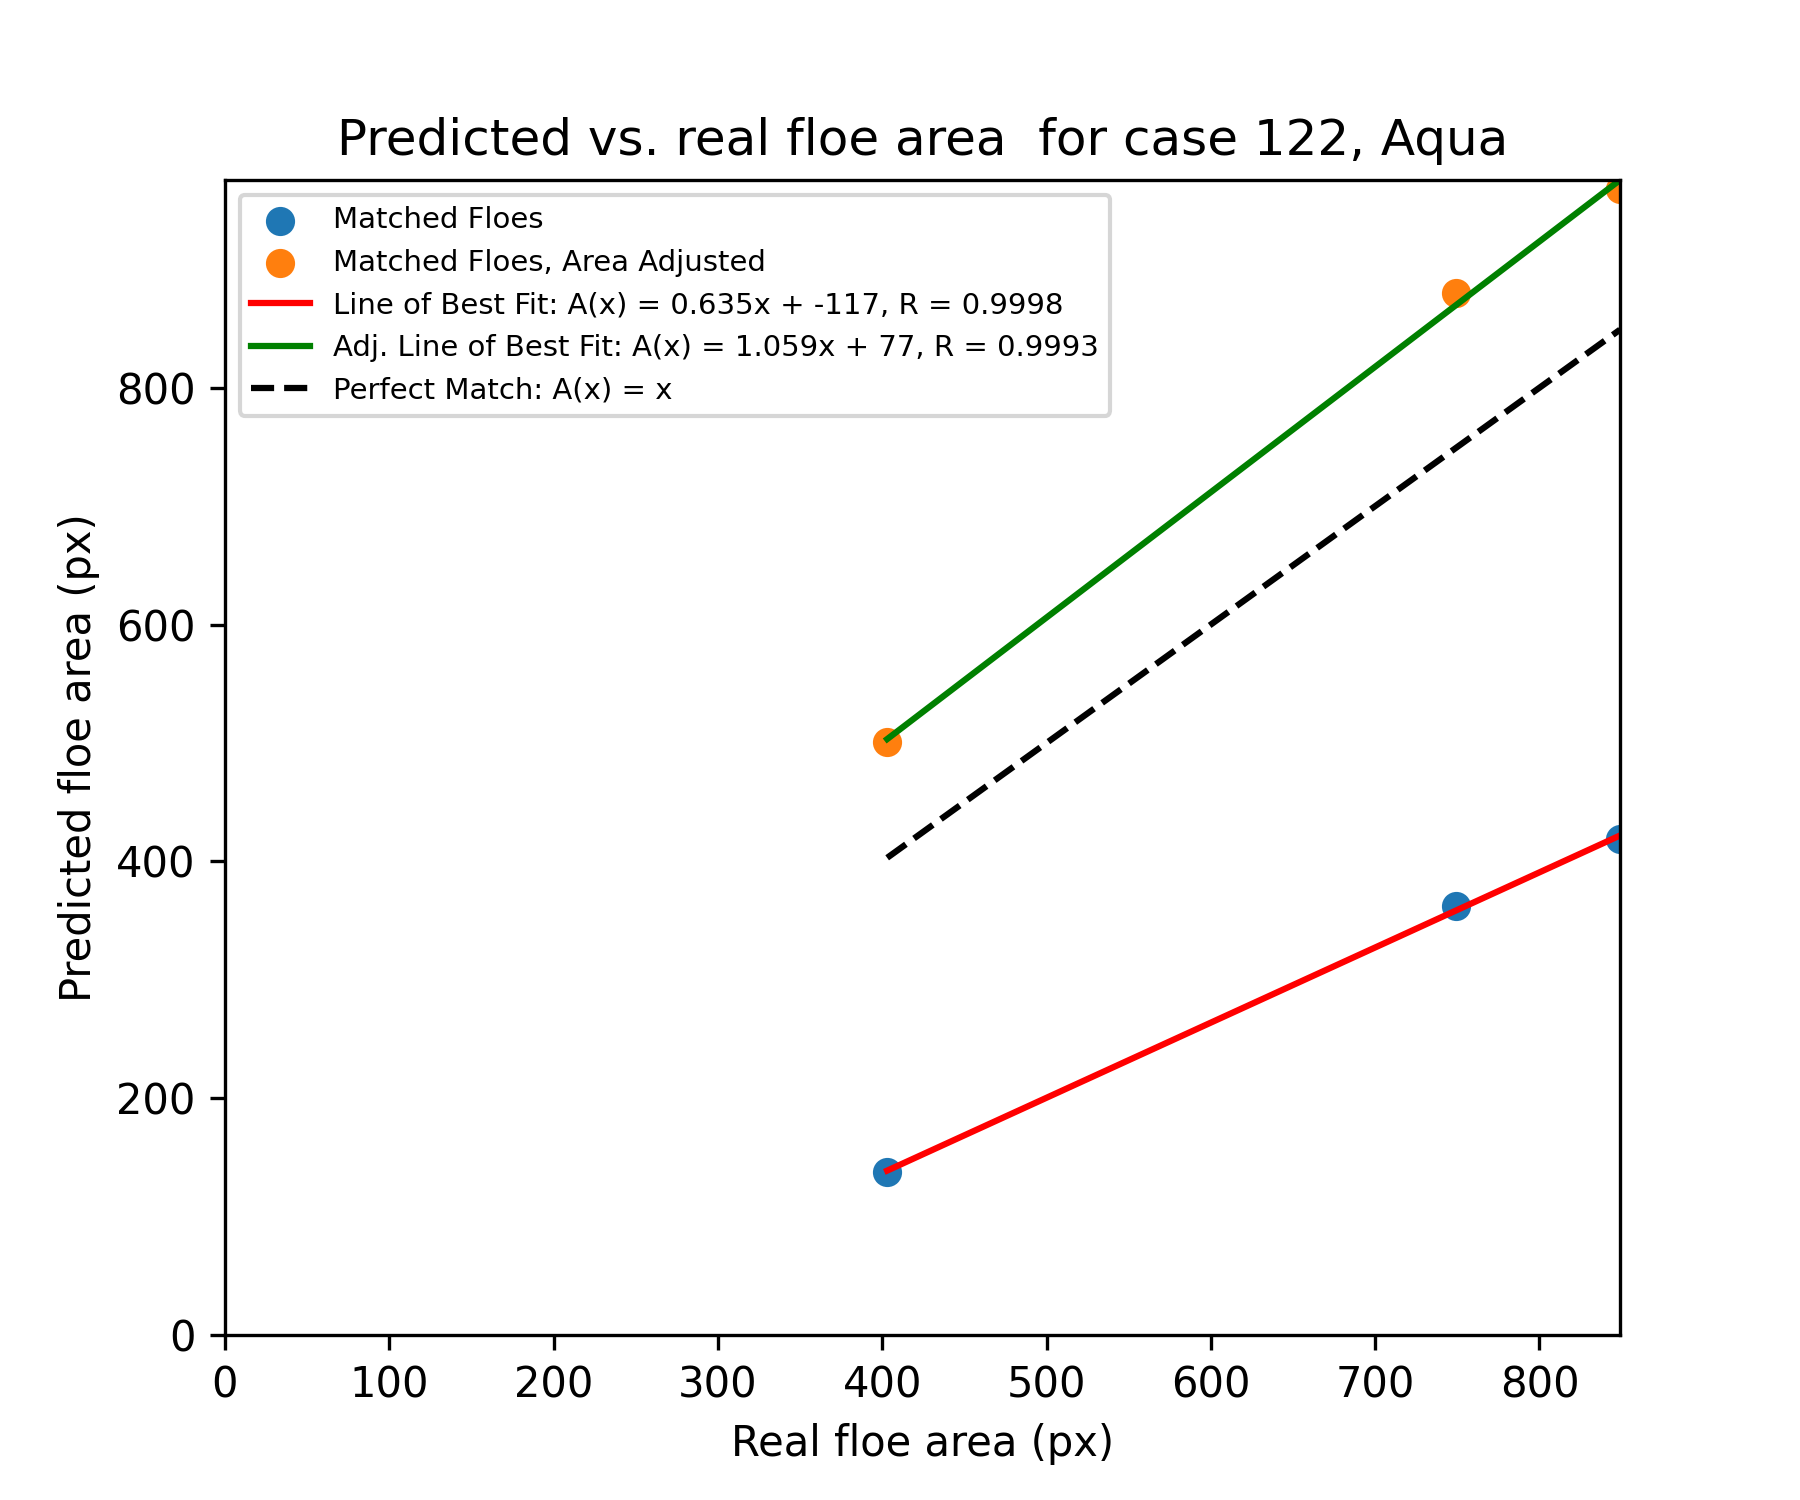 Predicted vs. real floe area  for case 122, Aqua
Matched Floes
Matched Floes, Area Adjusted
Line of Best Fit: A(x) = 0.635x + -117, R = 0.9998
Adj. Line of Best Fit: A(x) = 1.059x + 77, R = 0.9993
Perfect Match: A(x) = x
Predicted floe area (px)
800
600
400
200
0
0 100 200 300 400 500 600 700 800
Real floe area (px)